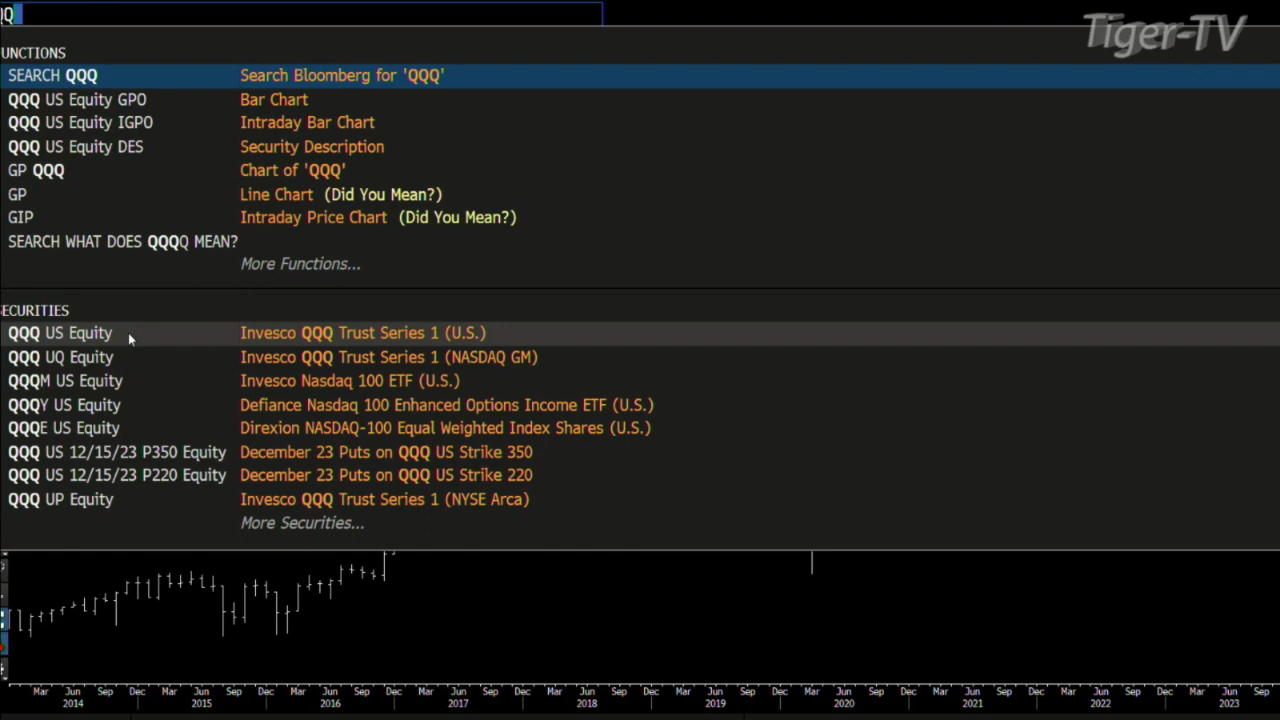 QQ
Tiger-TV
UNCTIONS
SEARCH QQQ Search Bloomberg for 'QQQ'
QQQ US Equity GPO Bar Chart
QQQ US Equity IGPO Intraday Bar Chart
QQQ US Equity DES Security Description
GP QQQ Chart of 'QQQ'
GP Line Chart (Did You Mean?)
GIP Intraday Price Chart (Did You Mean?)
SEARCH WHAT DOES QQQQ MEAN?
More Functions...
ECURITIES
QQQ US Equity Invesco QQQ Trust Series 1 (U.S.)
QQQ UQ Equity Invesco QQQ Trust Series 1 (NASDAQ GM)
QQQM US Equity Invesco Nasdaq 100 ETF (U.S.)
QQQY US Equity Defiance Nasdaq 100 Enhanced Options Income ETF (U.S.)
QQQE US Equity Direxion NASDAQ-100 Equal Weighted Index Shares (U.S.)
QQQ US 12/15/23 P350 Equity December 23 Puts on QQQ US Strike 350
QQQ US 12/15/23 P220 Equity December 23 Puts on QQQ US Strike 220
QQQ UP Equity Invesco QQQ Trust Series 1 (NYSE Arca)
More Securities...
Mar Jun Sep Dec Mar Jun Sep Dec Mar Jun Sep Dec Mar Jun Sep Dec Mar Jun Sep Dec Mar Jun Sep Dec Mar Jun Sep Dec Mar Jun Sep Dec Mar Jun Sep Dec Mar Jun Sep
2014 2015 2016 2017 2018 2019 2020 2021 2022 2023